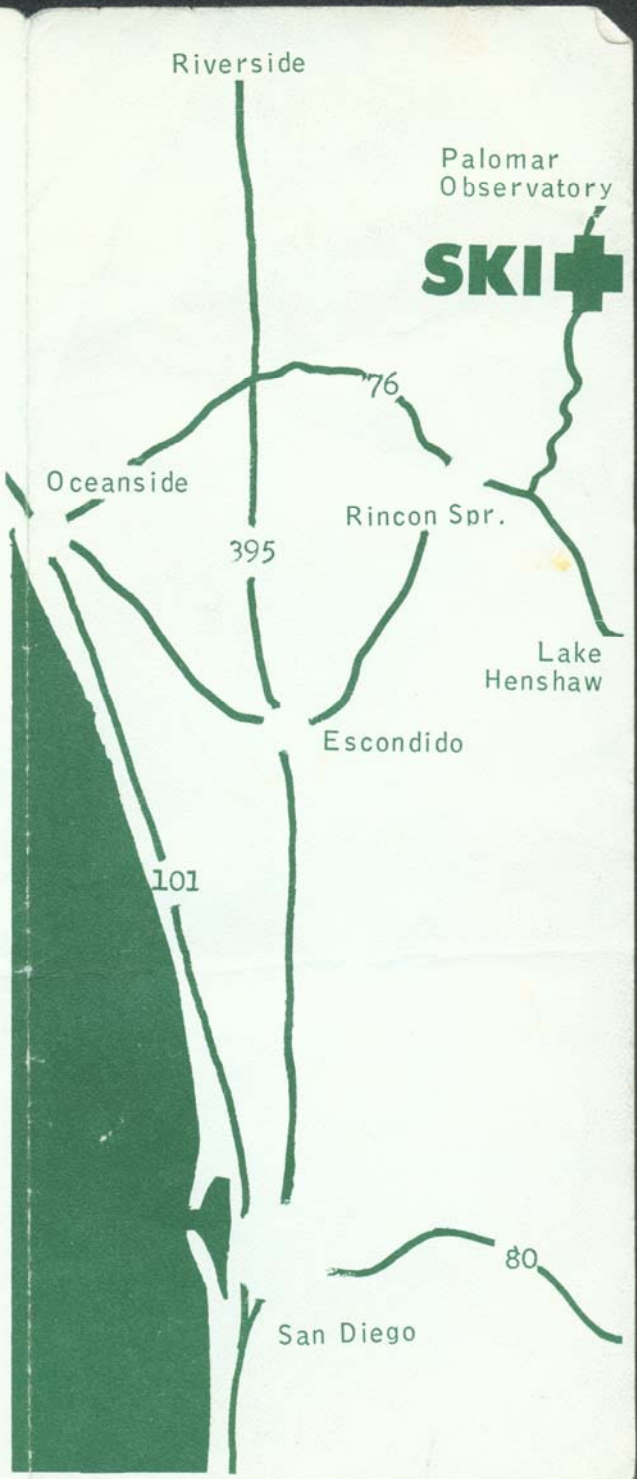 Riverside
Palomar
Observatory
SKI
76
Oceanside
Rincon Spr.
395
Lake
Henshaw
Escondido
101
80
San Diego